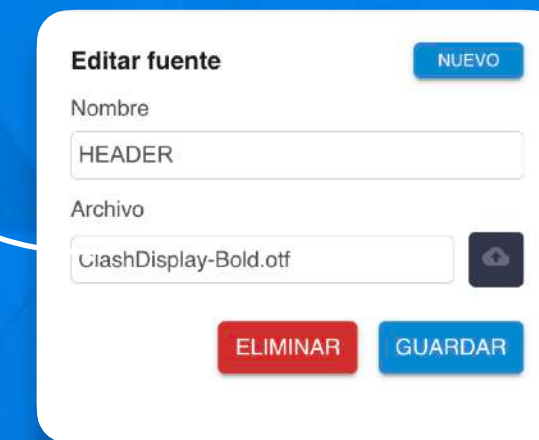 Editar fuente
NUEVO
Nombre
HEADER
Archivo
ClashDisplay-Bold.otf
ELIMINAR
GUARDAR